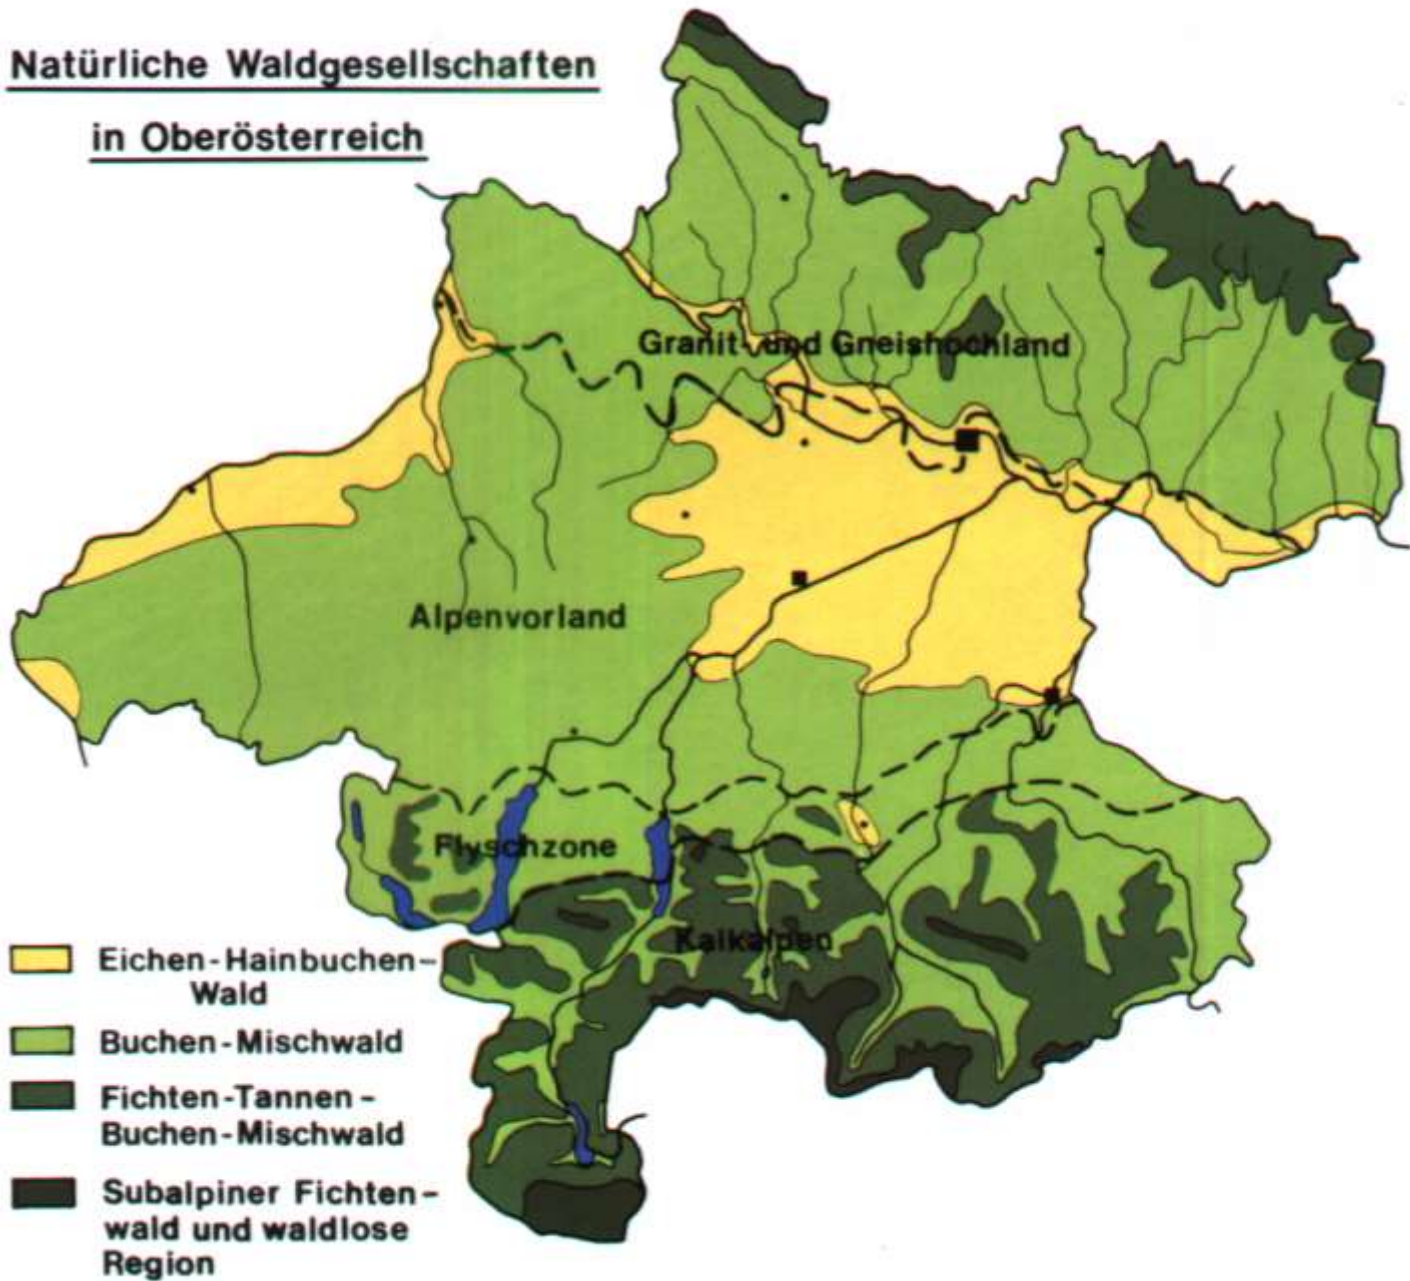 Natürliche Waldgesellschaften
in Oberösterreich
Granit- und Gneishochland
Alpenvorland
Flyschzone
Kalkalpen
Eichen-Hainbuchen-
Wald
Buchen-Mischwald
Fichten-Tannen-
Buchen-Mischwald
Subalpiner Fichten-
wald und waldlose
Region